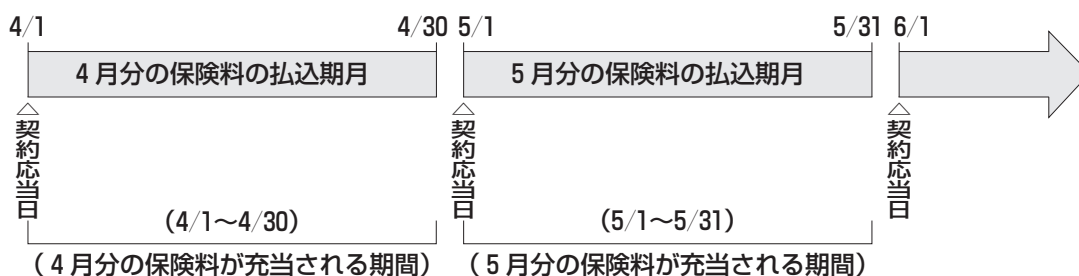 4/1 4/30 5/1 5/31 6/1
4月分の保険料の払込期月 5月分の保険料の払込期月
△契約応当日 △契約応当日 △契約応当日
(4/1〜4/30) (5/1〜5/31)
(4月分の保険料が充当される期間) (5月分の保険料が充当される期間)